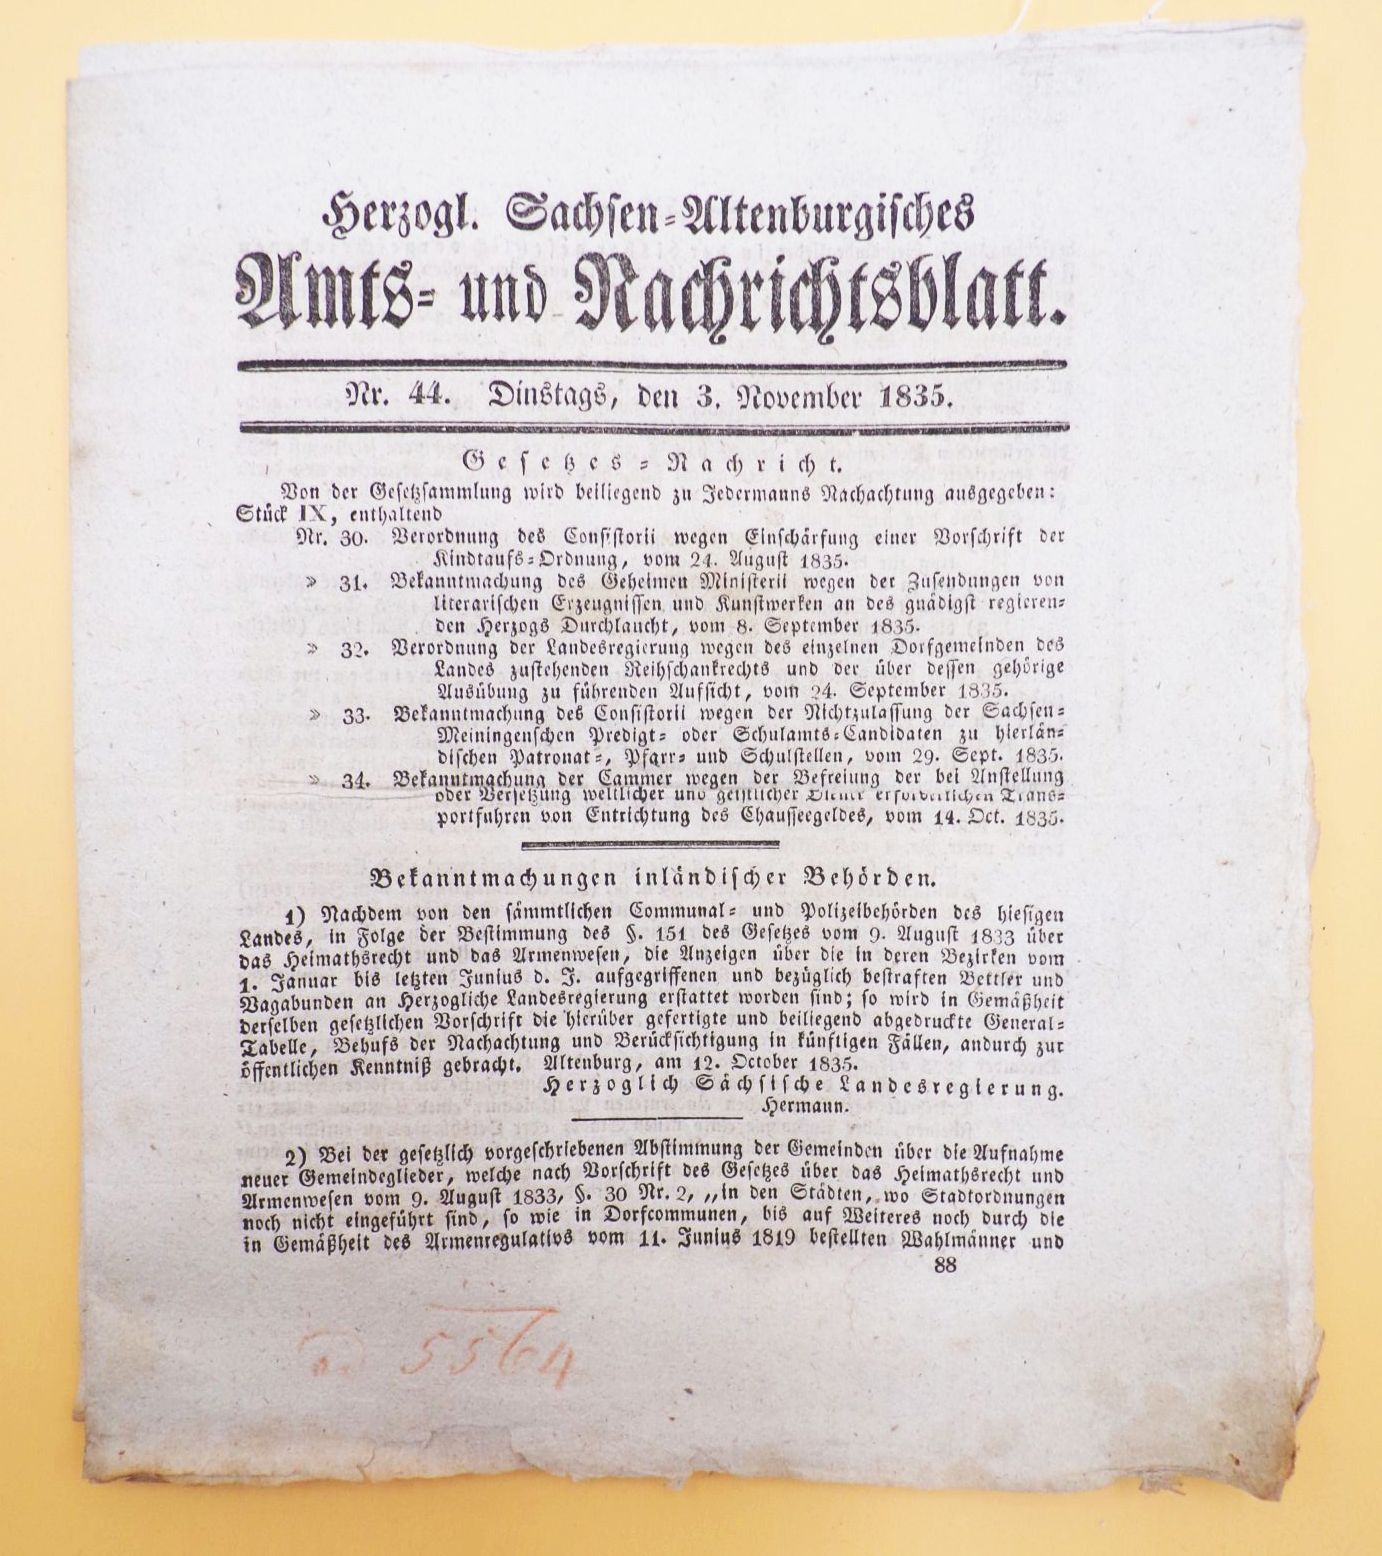 Herzogl. Sachsen-Altenburgisches
Amts- und Nachrichtsblatt.
Nr. 44. Dinstags, den 3. November 1835.
Gesetzes-Nachricht.
Von der Gesetzsammlung wird beiliegend zu Jedermanns Nachachtung ausgegeben:
Stück IX, enthaltend
Nr. 30. Verordnung des Consistorii wegen Einschärfung einer Vorschrift der
Kindtaufs-Ordnung, vom 24. August 1835.
» 31. Bekanntmachung des Geheimen Ministerii wegen der Zusendungen von
literarischen Erzeugnissen und Kunstwerken an des gnädigst regieren-
den Herzogs Durchlaucht, vom 8. September 1835.
» 32. Verordnung der Landesregierung wegen des einzelnen Dorfgemeinden des
Landes zustehenden Reihschankrechts und der über dessen gehörige
Ausübung zu führenden Aufsicht, vom 24. September 1835.
» 33. Bekanntmachung des Consistorii wegen der Nichtzulassung der Sachsen-
Meiningenschen Predigt- oder Schulamts-Candidaten zu hierlän-
dischen Patronat-, Pfarr- und Schulstellen, vom 29. Sept. 1835.
» 34. Bekanntmachung der Cammer wegen der Befreiung der bei Anstellung
oder Versetzung weltlicher und geistlicher Diener erforderlichen Trans-
portfuhren von Entrichtung des Chausseegeldes, vom 14. Oct. 1835.
Bekanntmachungen inländischer Behörden.
1) Nachdem von den sämmtlichen Communal- und Polizeibehörden des hiesigen
Landes, in Folge der Bestimmung des §. 151 des Gesetzes vom 9. August 1833 über
das Heimathsrecht und das Armenwesen, die Anzeigen über die in deren Bezirken vom
1. Januar bis letzten Junius d. J. aufgegriffenen und bezüglich bestraften Bettler und
Vagabunden an Herzogliche Landesregierung erstattet worden sind; so wird in Gemäßheit
derselben gesetzlichen Vorschrift die hierüber gefertigte und beiliegend abgedruckte General-
Tabelle, Behufs der Nachachtung und Berücksichtigung in künftigen Fällen, andurch zur
öffentlichen Kenntniß gebracht. Altenburg, am 12. October 1835.
Herzoglich Sächsische Landesregierung.
Hermann.
2) Bei der gesetzlich vorgeschriebenen Abstimmung der Gemeinden über die Aufnahme
neuer Gemeindeglieder, welche nach Vorschrift des Gesetzes über das Heimathsrecht und
Armenwesen vom 9. August 1833, §. 30 Nr. 2, „in den Städten, wo Stadtordnungen
noch nicht eingeführt sind, so wie in Dorfcommunen, bis auf Weiteres noch durch die
in Gemäßheit des Armenregulativs vom 11. Junius 1819 bestellten Wahlmänner und
88
5564